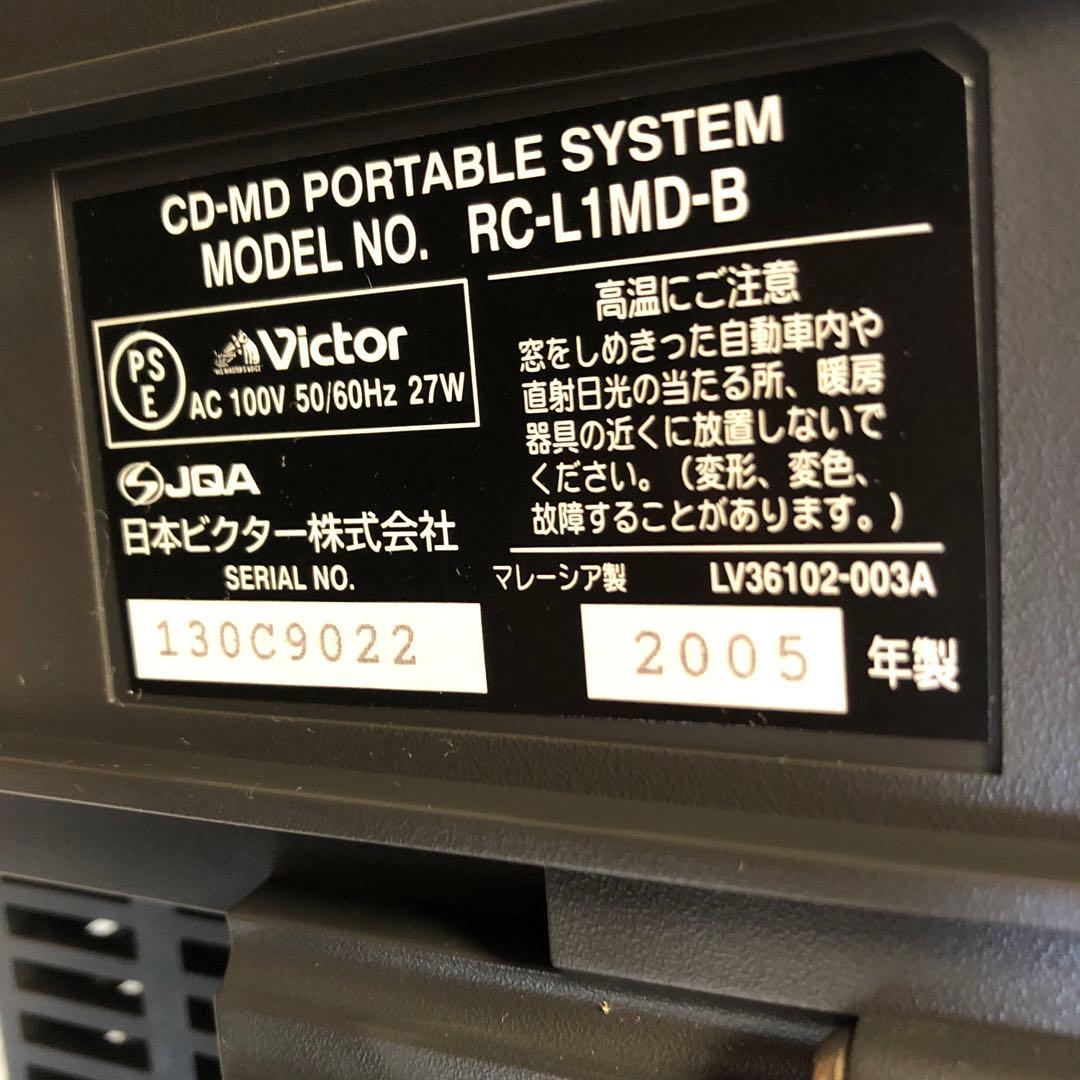 CD-MD PORTABLE SYSTEM
MODEL NO. RC-L1MD-B
PSE
Victor
"HIS MASTER'S VOICE"
AC 100V 50/60Hz 27W
JQA
日本ビクター株式会社
SERIAL NO.
130C9022
高温にご注意
窓をしめきった自動車内や
直射日光の当たる所、暖房
器具の近くに放置しないで
ください。(変形、変色、
故障することがあります。)
マレーシア製 LV36102-003A
2005 年製